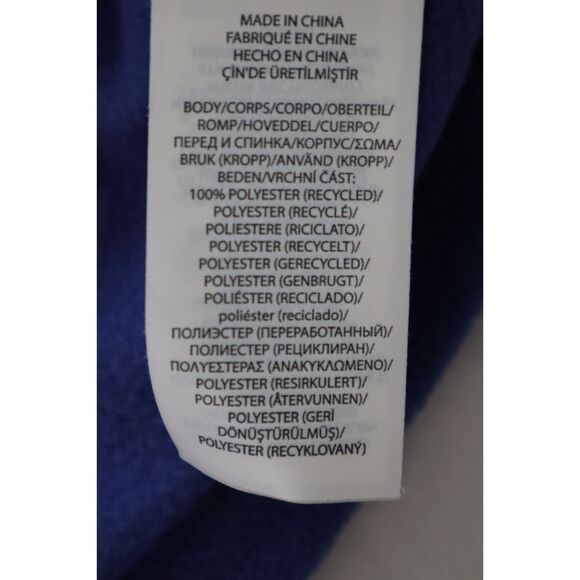 MADE IN CHINA
FABRIQUÉ EN CHINE
HECHO EN CHINA
ÇİN'DE ÜRETİLMİŞTİR
BODY/CORPS/CORPO/OBERTEIL/
ROMP/HOVEDDEL/CUERPO/
ПЕРЕД И СПИНКА/КОРПУС/ΣΩΜΑ/
BRUK (KROPP)/ANVÄND (KROPP)/
BEDEN/VRCHNÍ ČÁST:
100% POLYESTER (RECYCLED)/
POLYESTER (RECYCLÉ)/
POLIESTERE (RICICLATO)/
POLYESTER (RECYCELT)/
POLYESTER (GERECYCLED)/
POLYESTER (GENBRUGT)/
POLIÉSTER (RECICLADO)/
poliéster (reciclado)/
ПОЛИЭСТЕР (ПЕРЕРАБОТАННЫЙ)/
ПОЛИЕСТЕР (РЕЦИКЛИРАН)/
ΠΟΛΥΕΣΤΕΡΑΣ (ΑΝΑΚΥΚΛΩΜΕΝΟ)/
POLYESTER (RESIRKULERT)/
POLYESTER (ÅTERVUNNEN)/
POLYESTER (GERİ
DÖNÜŞTÜRÜLMÜŞ)/
POLYESTER (RECYKLOVANÝ)